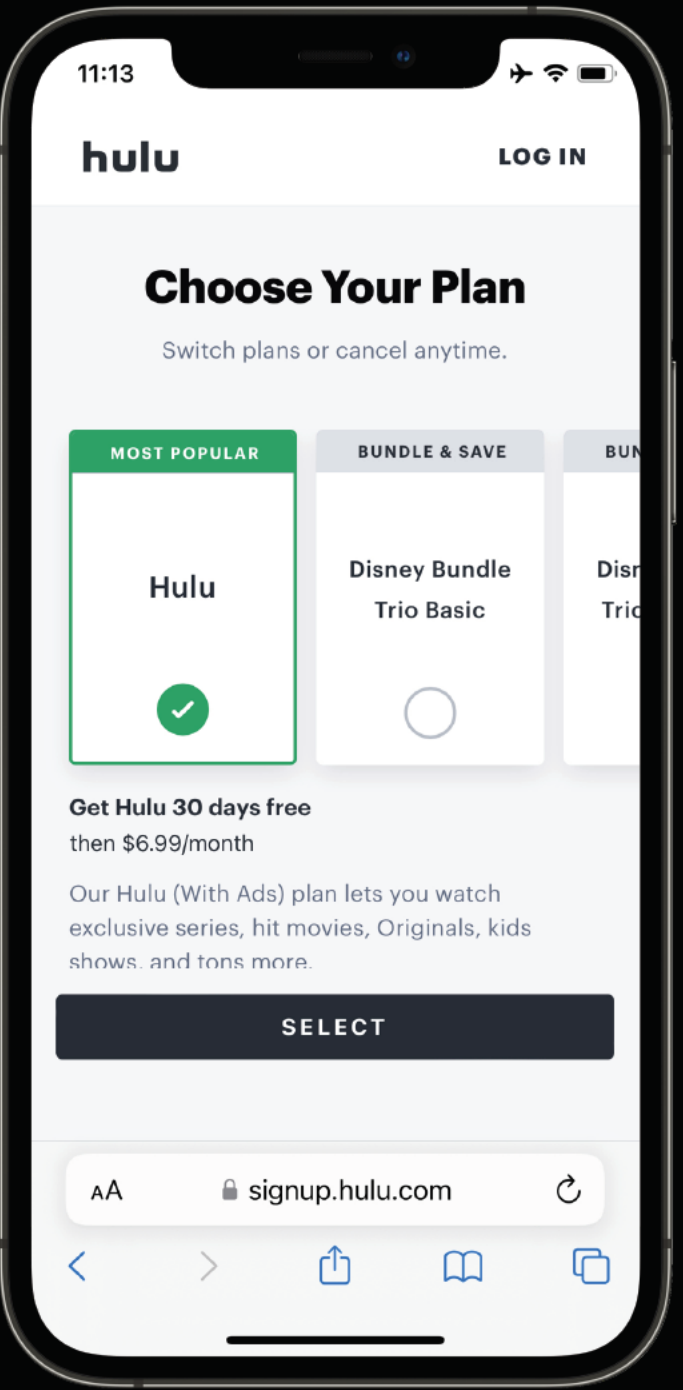 11:13
hulu
LOG IN
Choose Your Plan
Switch plans or cancel anytime.
MOST POPULAR
Hulu
BUNDLE & SAVE
Disney Bundle
Trio Basic
Get Hulu 30 days free
then $6.99/month
Our Hulu (With Ads) plan lets you watch
exclusive series, hit movies, Originals, kids
shows, and tons more.
SELECT
AA
signup.hulu.com